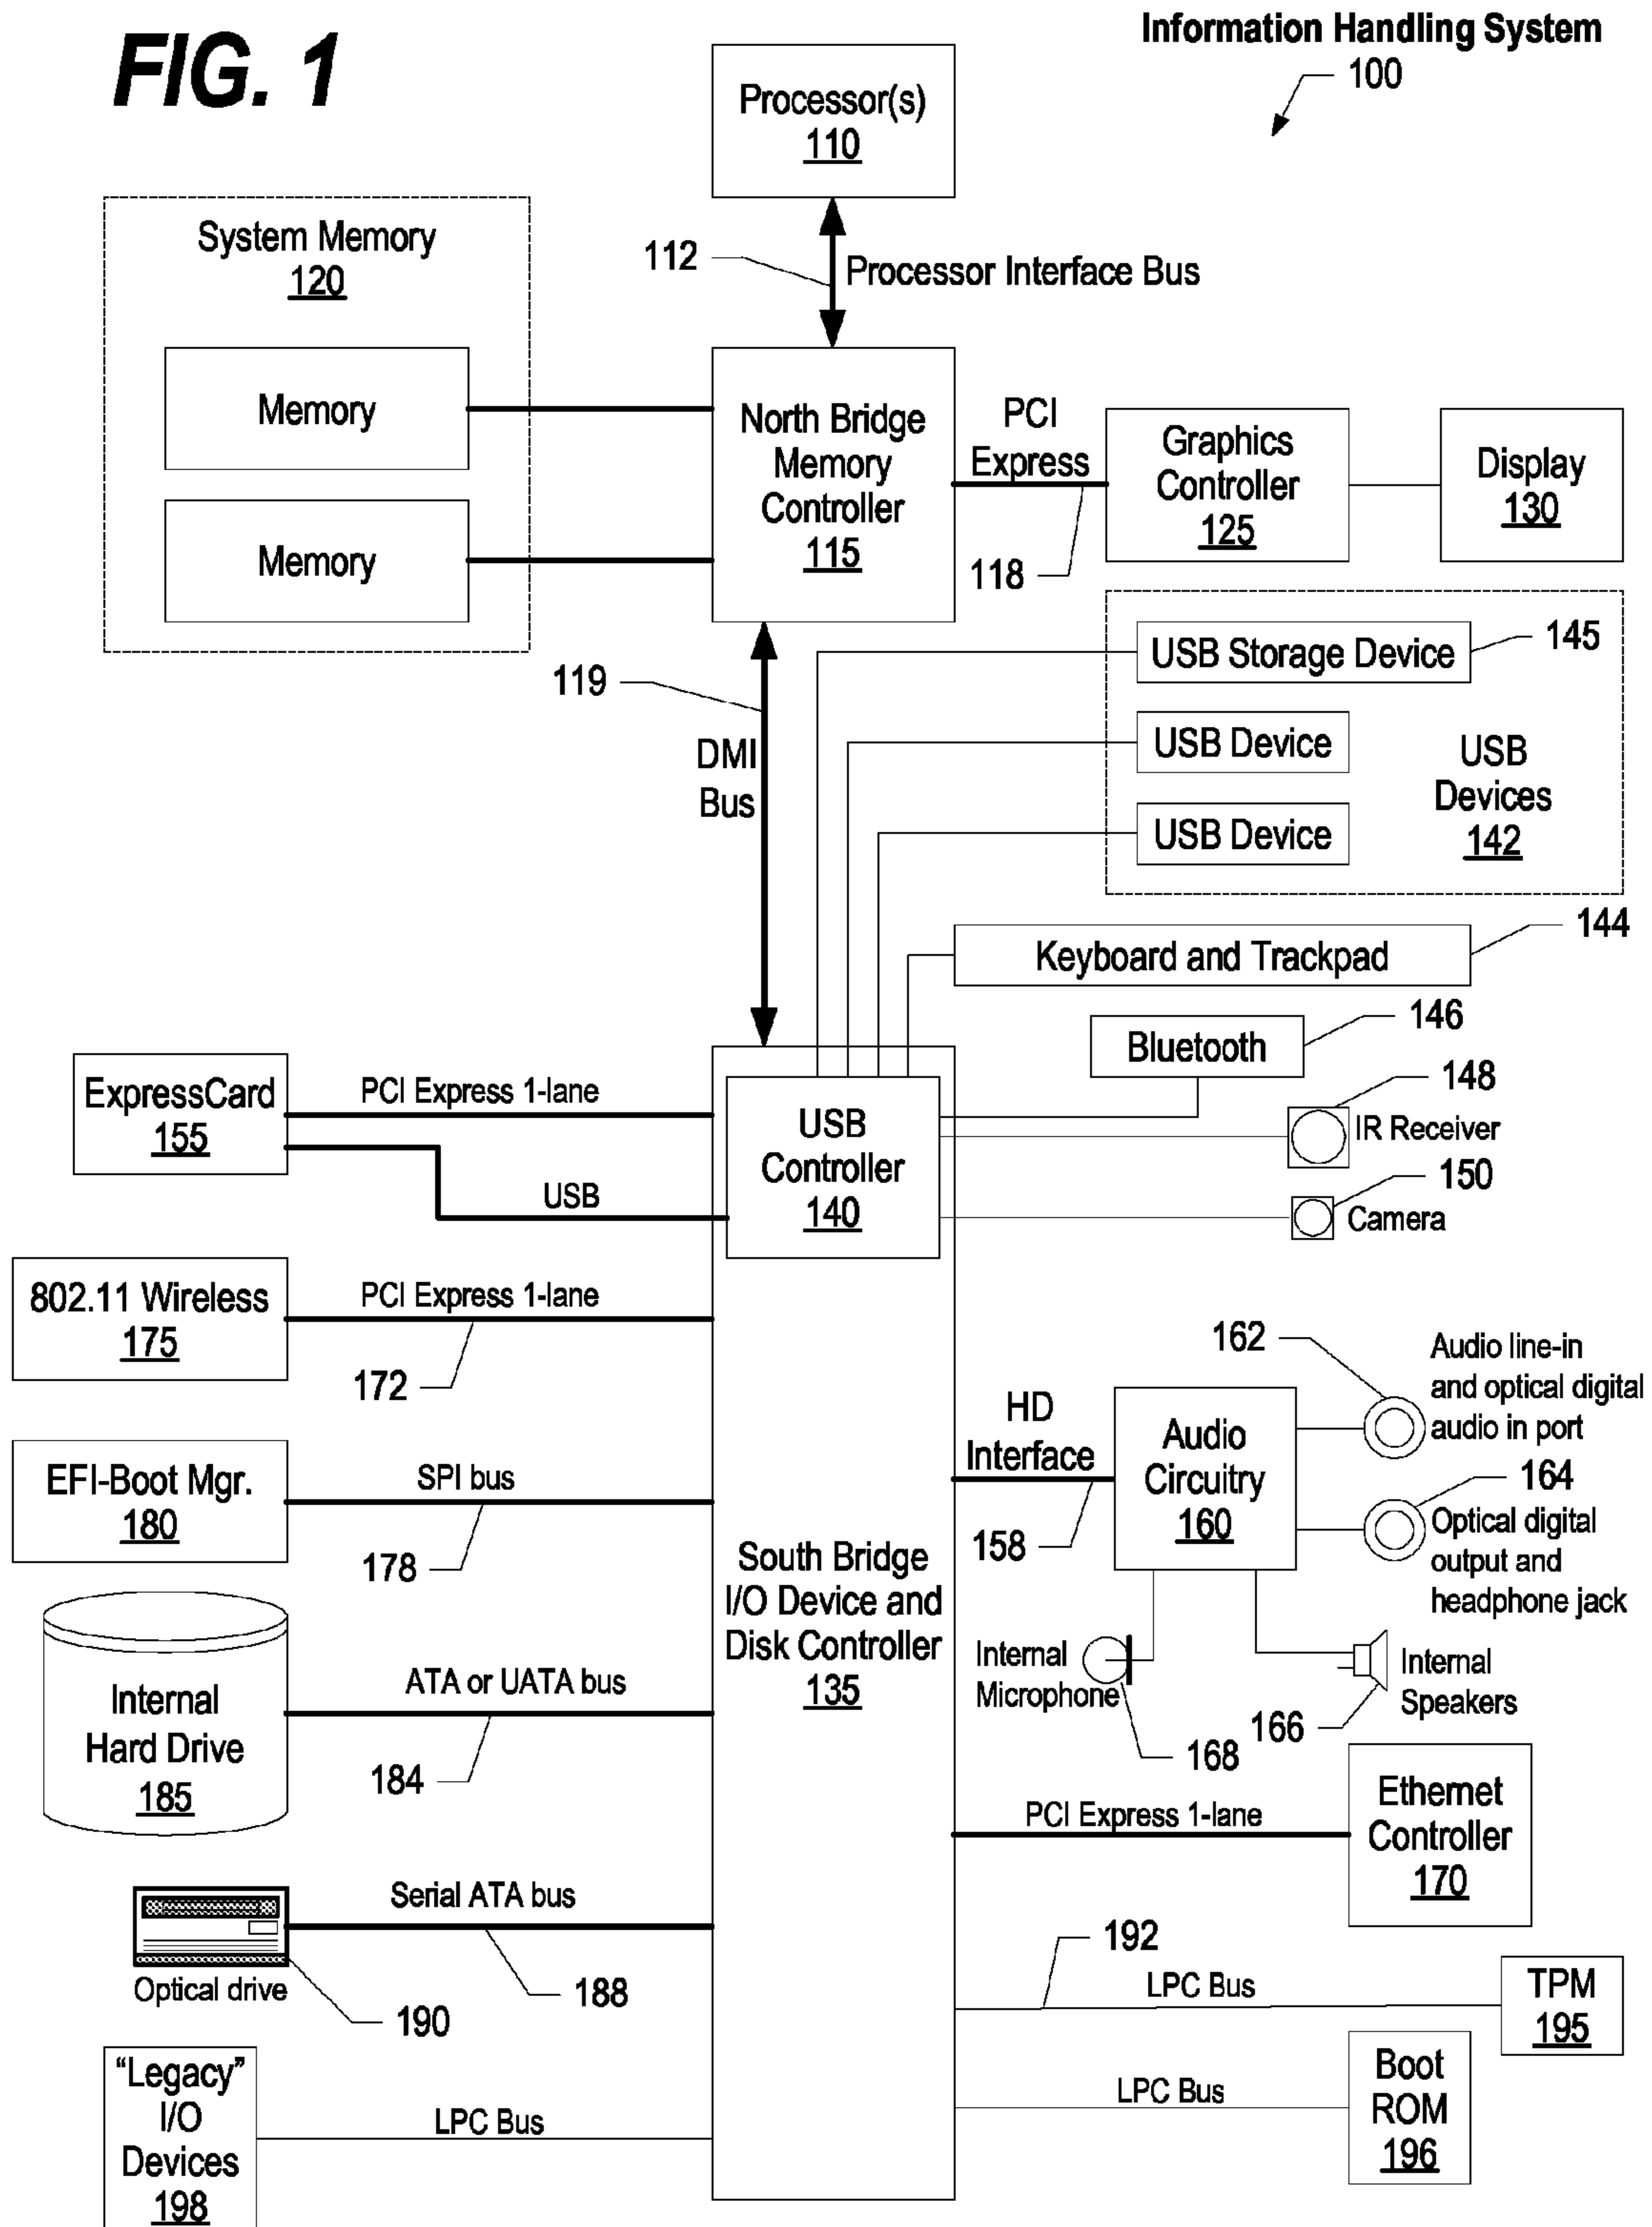 FIG. 1
Information Handling System
100
Processor(s)
110
System Memory
120
112
Processor Interface Bus
Memory
Memory
North Bridge
Memory
Controller
115
PCI
Express
118
Graphics
Controller
125
Display
130
119
DMI
Bus
USB Storage Device
145
USB Device
USB Device
USB
Devices
142
Keyboard and Trackpad
144
Bluetooth
146
148
IR Receiver
150
Camera
ExpressCard
155
PCI Express 1-lane
USB
USB
Controller
140
802.11 Wireless
175
PCI Express 1-lane
172
EFI-Boot Mgr.
180
SPI bus
178
South Bridge
I/O Device and
Disk Controller
135
HD
Interface
158
Audio
Circuitry
160
162
Audio line-in
and optical digital
audio in port
164
Optical digital
output and
headphone jack
Internal
Microphone
168
Internal
Speakers
166
Internal
Hard Drive
185
ATA or UATA bus
184
PCI Express 1-lane
Ethernet
Controller
170
Serial ATA bus
188
Optical drive
190
192
LPC Bus
TPM
195
"Legacy"
I/O
Devices
198
LPC Bus
LPC Bus
Boot
ROM
196